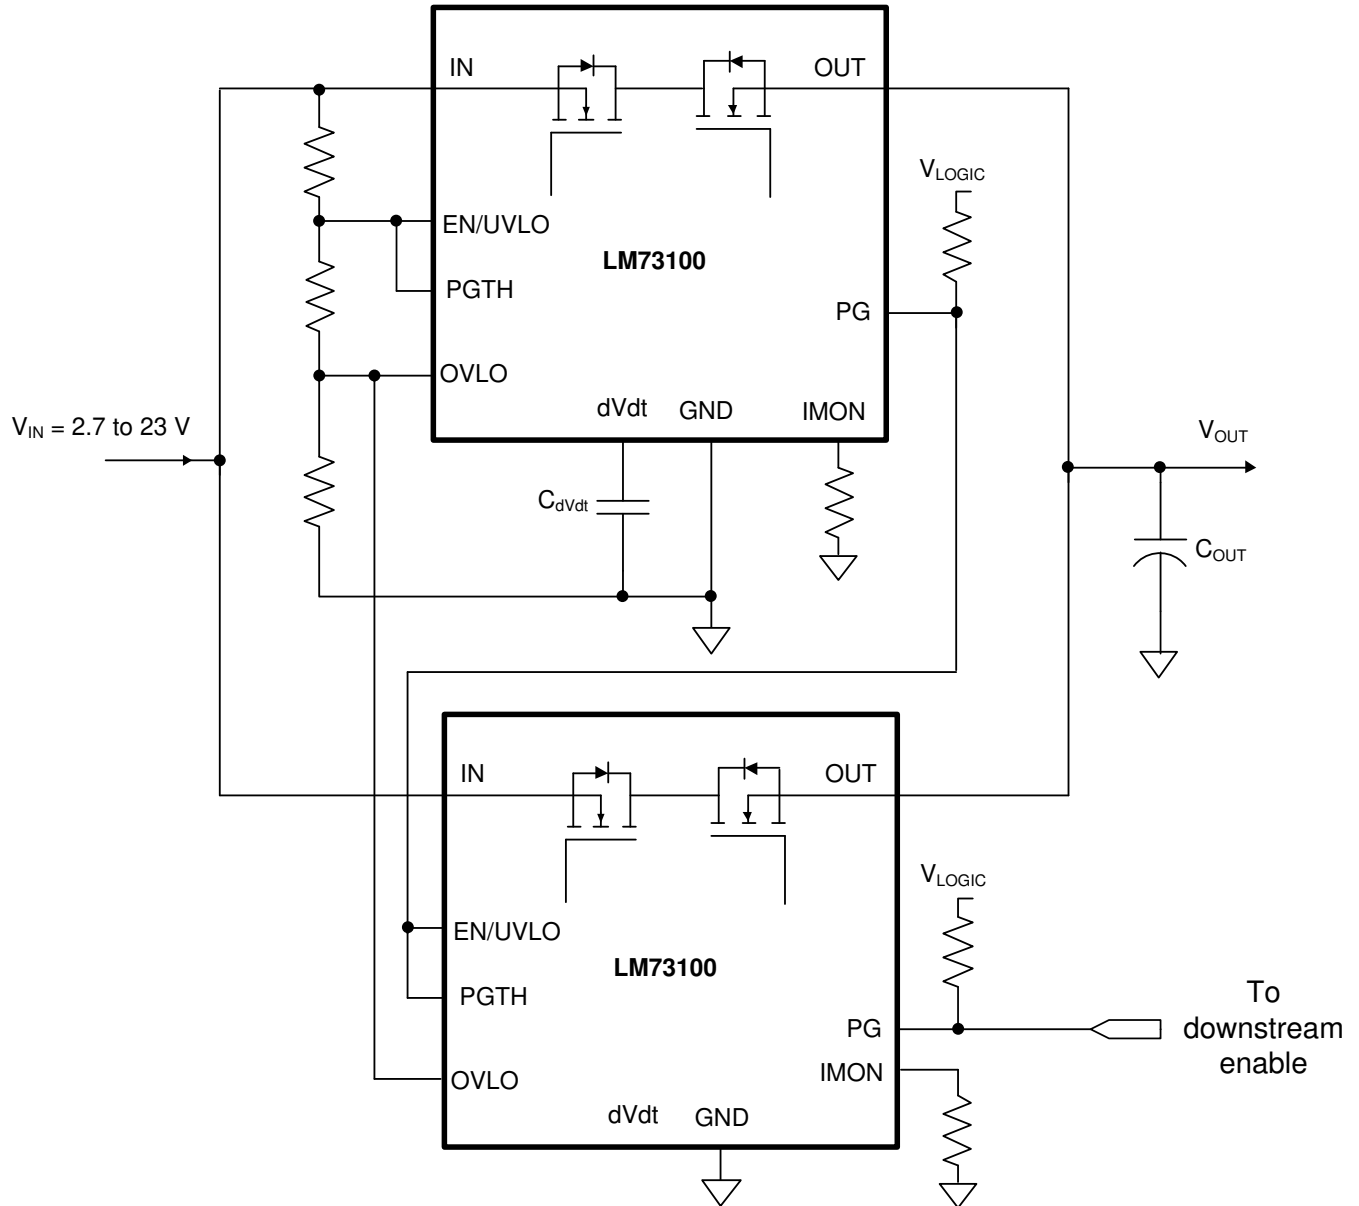 IN
OUT
V_LOGIC
EN/UVLO
LM73100
PGTH
PG
OVLO
dVdt
GND
IMON
V_IN = 2.7 to 23 V
V_OUT
C_dVdt
C_OUT
IN
OUT
V_LOGIC
EN/UVLO
LM73100
PGTH
PG
To
downstream
enable
IMON
OVLO
dVdt
GND